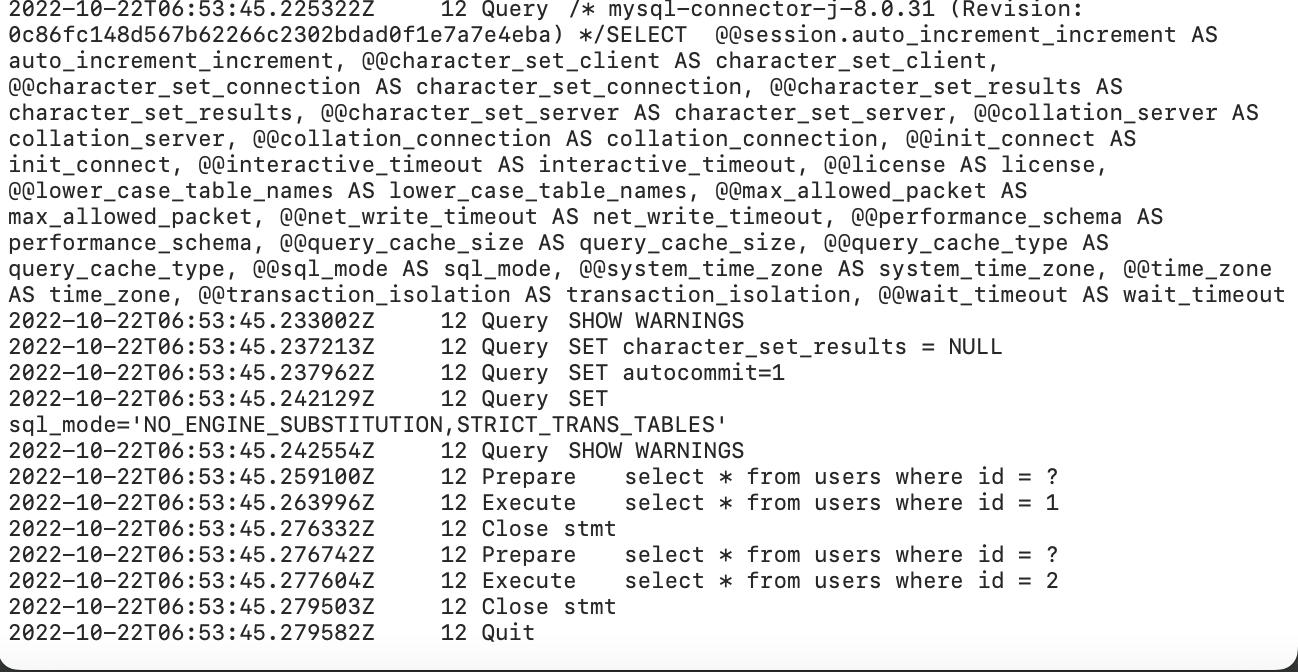 2022-10-22T06:53:45.225322Z	   12 Query	/* mysql-connector-j-8.0.31 (Revision:
0c86fc148d567b62266c2302bdad0f1e7a7e4eba) */SELECT  @@session.auto_increment_increment AS
auto_increment_increment, @@character_set_client AS character_set_client,
@@character_set_connection AS character_set_connection, @@character_set_results AS
character_set_results, @@character_set_server AS character_set_server, @@collation_server AS
collation_server, @@collation_connection AS collation_connection, @@init_connect AS
init_connect, @@interactive_timeout AS interactive_timeout, @@license AS license,
@@lower_case_table_names AS lower_case_table_names, @@max_allowed_packet AS
max_allowed_packet, @@net_write_timeout AS net_write_timeout, @@performance_schema AS
performance_schema, @@query_cache_size AS query_cache_size, @@query_cache_type AS
query_cache_type, @@sql_mode AS sql_mode, @@system_time_zone AS system_time_zone, @@time_zone
AS time_zone, @@transaction_isolation AS transaction_isolation, @@wait_timeout AS wait_timeout
2022-10-22T06:53:45.233002Z	   12 Query	SHOW WARNINGS
2022-10-22T06:53:45.237213Z	   12 Query	SET character_set_results = NULL
2022-10-22T06:53:45.237962Z	   12 Query	SET autocommit=1
2022-10-22T06:53:45.242129Z	   12 Query	SET
sql_mode='NO_ENGINE_SUBSTITUTION,STRICT_TRANS_TABLES'
2022-10-22T06:53:45.242554Z	   12 Query	SHOW WARNINGS
2022-10-22T06:53:45.259100Z	   12 Prepare	select * from users where id = ?
2022-10-22T06:53:45.263996Z	   12 Execute	select * from users where id = 1
2022-10-22T06:53:45.276332Z	   12 Close stmt
2022-10-22T06:53:45.276742Z	   12 Prepare	select * from users where id = ?
2022-10-22T06:53:45.277604Z	   12 Execute	select * from users where id = 2
2022-10-22T06:53:45.279503Z	   12 Close stmt
2022-10-22T06:53:45.279582Z	   12 Quit